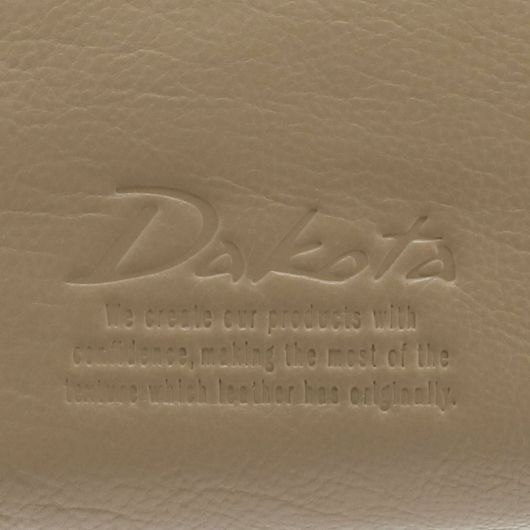 Dakota
We create our products with
confidence, making the most of the
texture which leather has originally.